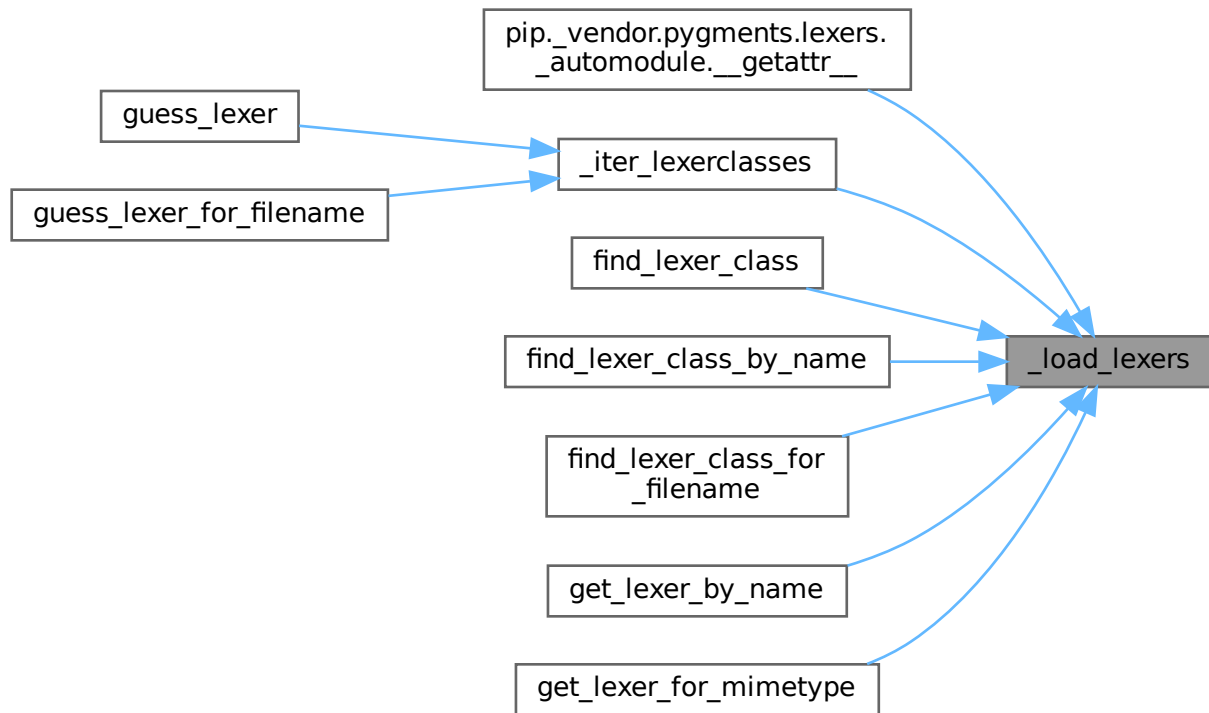 pip._vendor.pygments.lexers.
_automodule.__getattr__
guess_lexer
_iter_lexerclasses
guess_lexer_for_filename
find_lexer_class
find_lexer_class_by_name
_load_lexers
find_lexer_class_for
_filename
get_lexer_by_name
get_lexer_for_mimetype